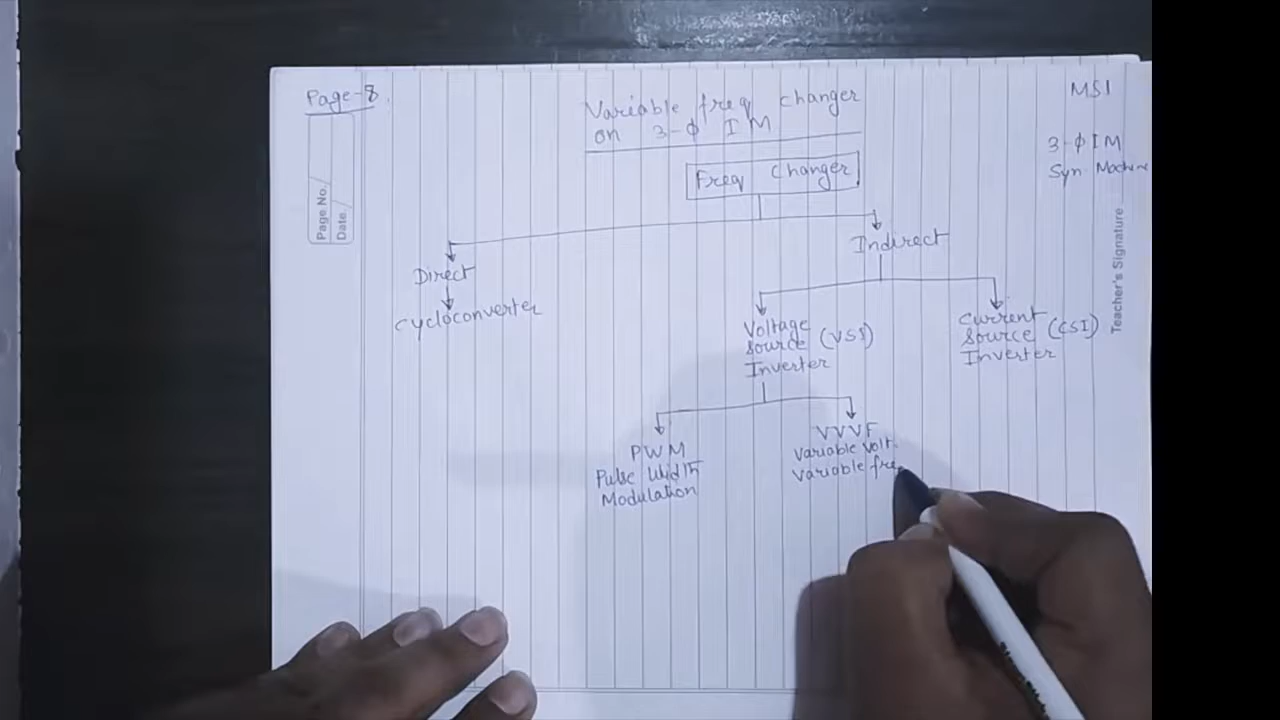 Page-8
MSI
Variable freq changer
on 3-Φ IM
3-Φ IM
Syn Machine
Freq Changer
Page No.
Date.
Teacher's Signature
Indirect
Direct
Cycloconverter
Voltage
Source (VSI)
Inverter
Current
Source (CSI)
Inverter
PWM
Pulse Width
Modulation
VVVF
Variable Volt.
Variable fre